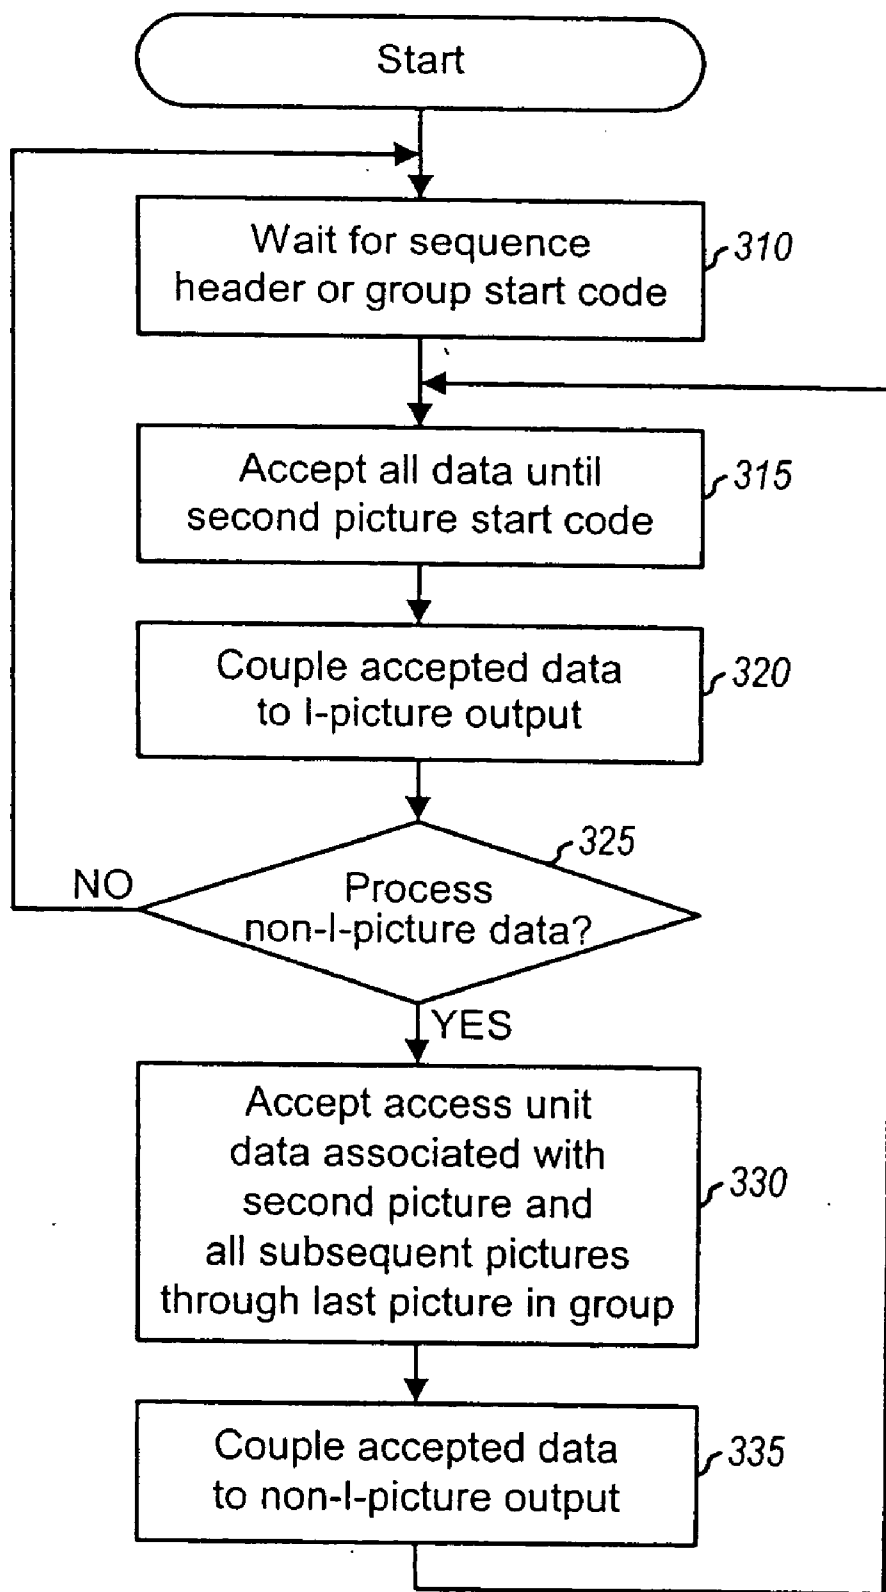 Start
Wait for sequence
header or group start code
310
Accept all data until
second picture start code
315
Couple accepted data
to I-picture output
320
325
Process
non-I-picture data?
NO
YES
Accept access unit
data associated with
second picture and
all subsequent pictures
through last picture in group
330
Couple accepted data
to non-I-picture output
335